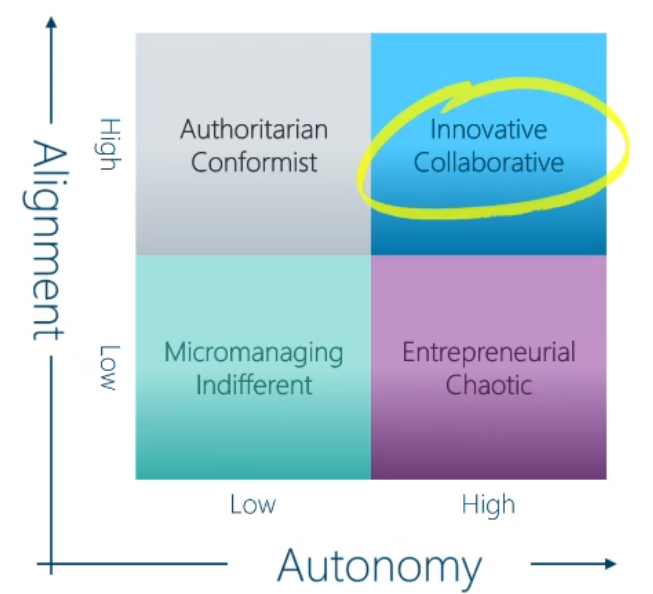 Alignment
High
Low
Authoritarian
Conformist
Innovative
Collaborative
Micromanaging
Indifferent
Entrepreneurial
Chaotic
Low
High
Autonomy